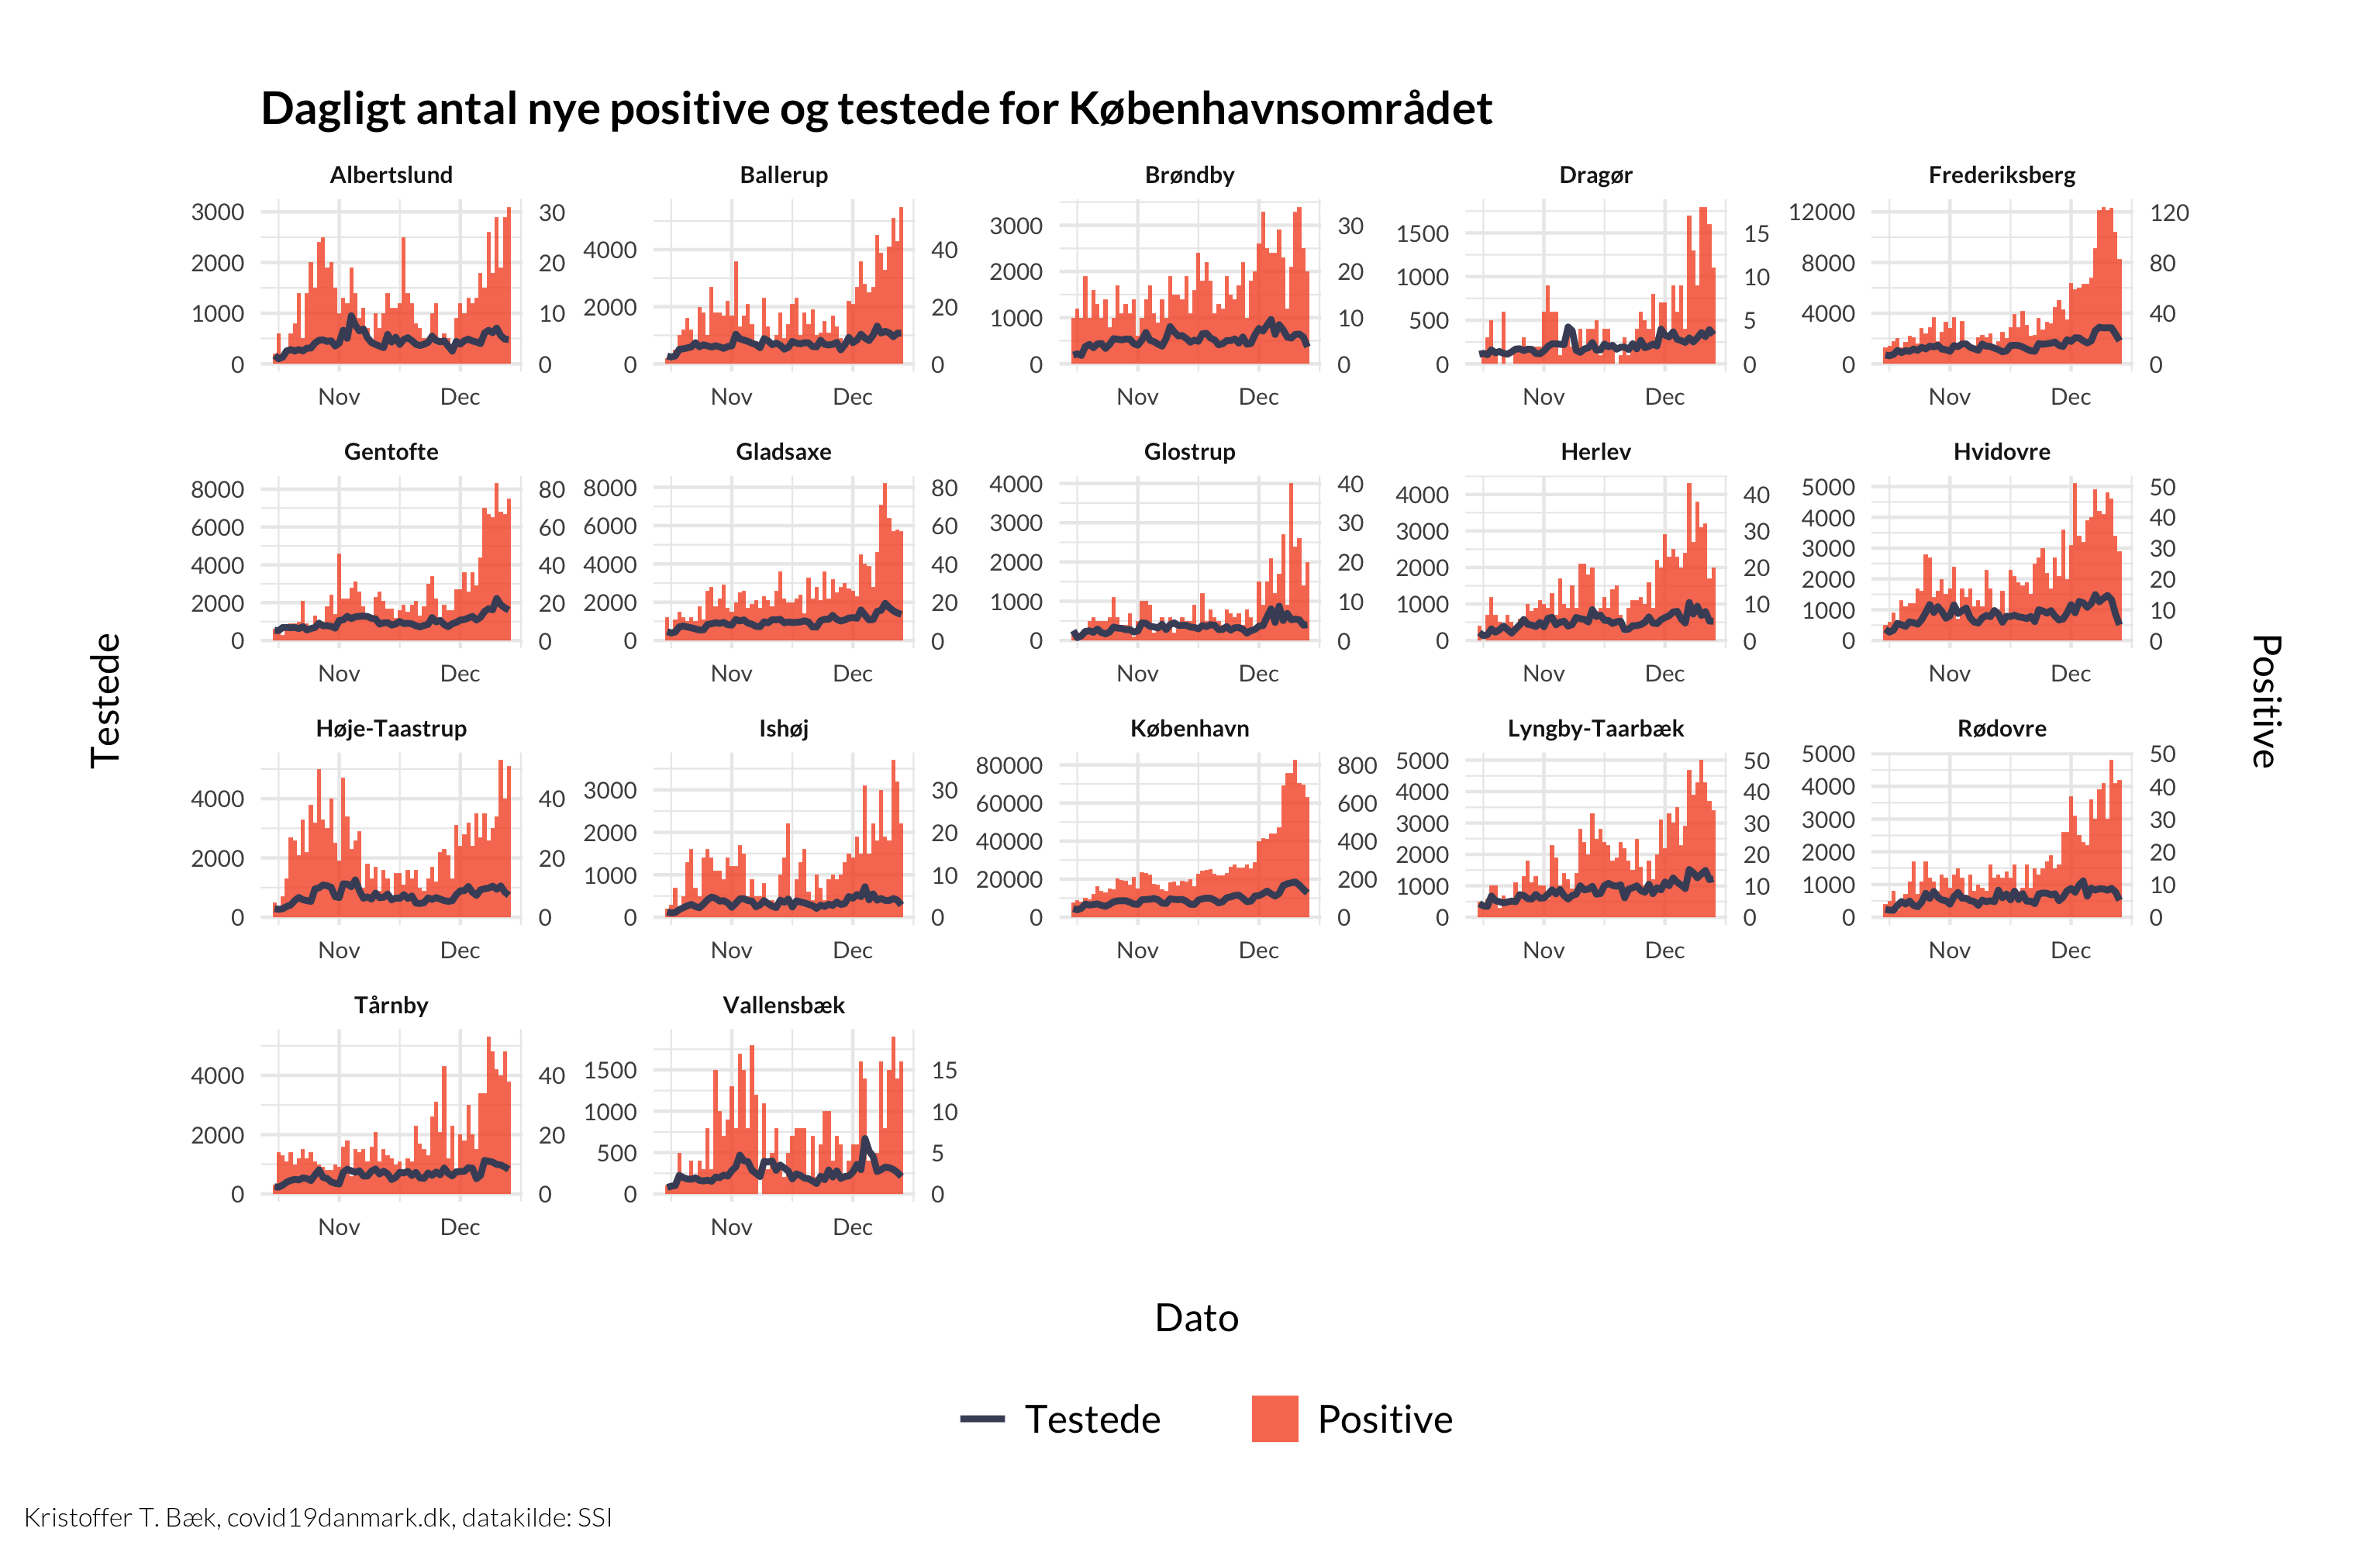 Dagligt antal nye positive og testede for Københavnsområdet
Albertslund Ballerup Brøndby Dragør Frederiksberg
3000 2000 1000 0 30 20 10 0 Nov Dec
4000 2000 0 40 20 0 Nov Dec
3000 2000 1000 0 30 20 10 0 Nov Dec
1500 1000 500 0 15 10 5 0 Nov Dec
12000 8000 4000 0 120 80 40 0 Nov Dec
Gentofte Gladsaxe Glostrup Herlev Hvidovre
8000 6000 4000 2000 0 80 60 40 20 0 Nov Dec
8000 6000 4000 2000 0 80 60 40 20 0 Nov Dec
4000 3000 2000 1000 0 40 30 20 10 0 Nov Dec
4000 3000 2000 1000 0 40 30 20 10 0 Nov Dec
5000 4000 3000 2000 1000 0 50 40 30 20 10 0 Nov Dec
Testede
Positive
Høje-Taastrup Ishøj København Lyngby-Taarbæk Rødovre
4000 2000 0 40 20 0 Nov Dec
3000 2000 1000 0 30 20 10 0 Nov Dec
80000 60000 40000 20000 0 800 600 400 200 0 Nov Dec
5000 4000 3000 2000 1000 0 50 40 30 20 10 0 Nov Dec
5000 4000 3000 2000 1000 0 50 40 30 20 10 0 Nov Dec
Tårnby Vallensbæk
4000 2000 0 40 20 0 Nov Dec
1500 1000 500 0 15 10 5 0 Nov Dec
Dato
Testede Positive
Kristoffer T. Bæk, covid19danmark.dk, datakilde: SSI